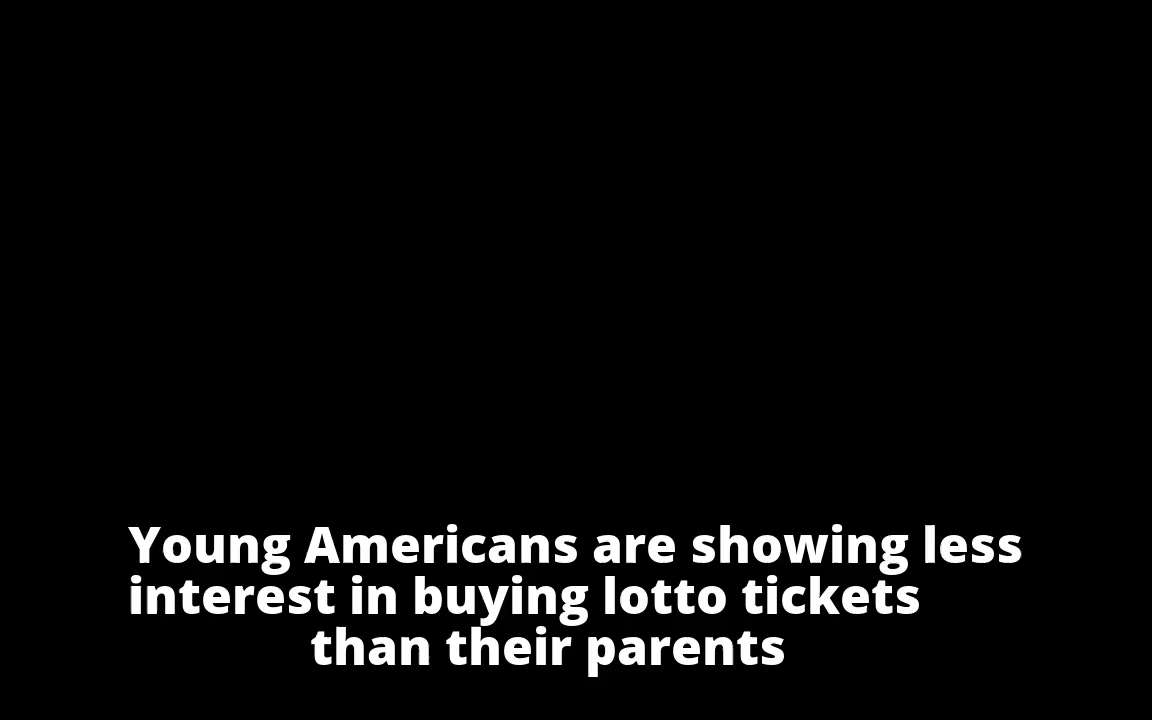 Young Americans are showing less
interest in buying lotto tickets
than their parents